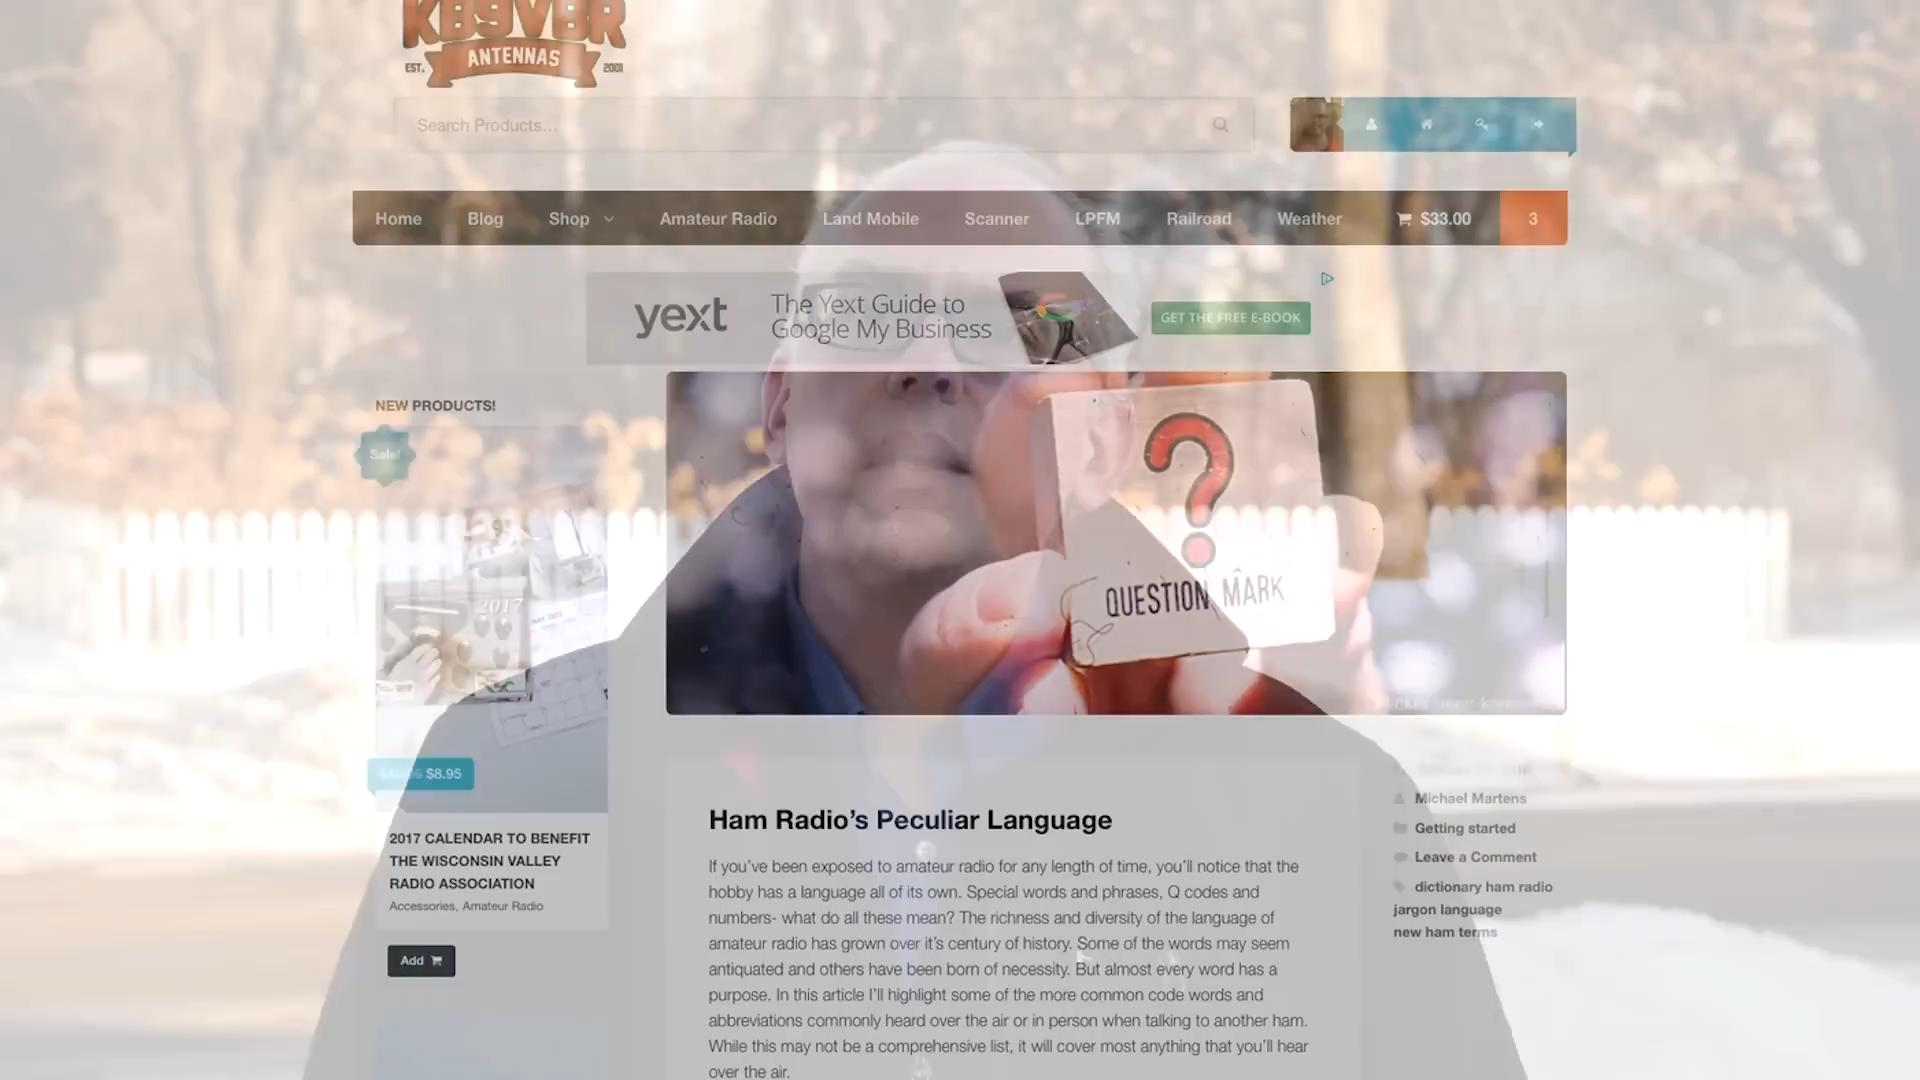 KB9VBR
EST. ANTENNAS 2001
Search Products...
Home Blog Shop Amateur Radio Land Mobile Scanner LPFM Railroad Weather $33.00 3
yext The Yext Guide to
Google My Business
GET THE FREE E-BOOK
NEW PRODUCTS!
Sale!
2017
QUESTION MARK
$8.95
2017 CALENDAR TO BENEFIT
THE WISCONSIN VALLEY
RADIO ASSOCIATION
Accessories, Amateur Radio
Add
Ham Radio’s Peculiar Language
If you’ve been exposed to amateur radio for any length of time, you’ll notice that the
hobby has a language all of its own. Special words and phrases, Q codes and
numbers- what do all these mean? The richness and diversity of the language of
amateur radio has grown over it’s century of history. Some of the words may seem
antiquated and others have been born of necessity. But almost every word has a
purpose. In this article I’ll highlight some of the more common code words and
abbreviations commonly heard over the air or in person when talking to another ham.
While this may not be a comprehensive list, it will cover most anything that you’ll hear
over the air.
Michael Martens
Getting started
Leave a Comment
dictionary ham radio
jargon language
new ham terms